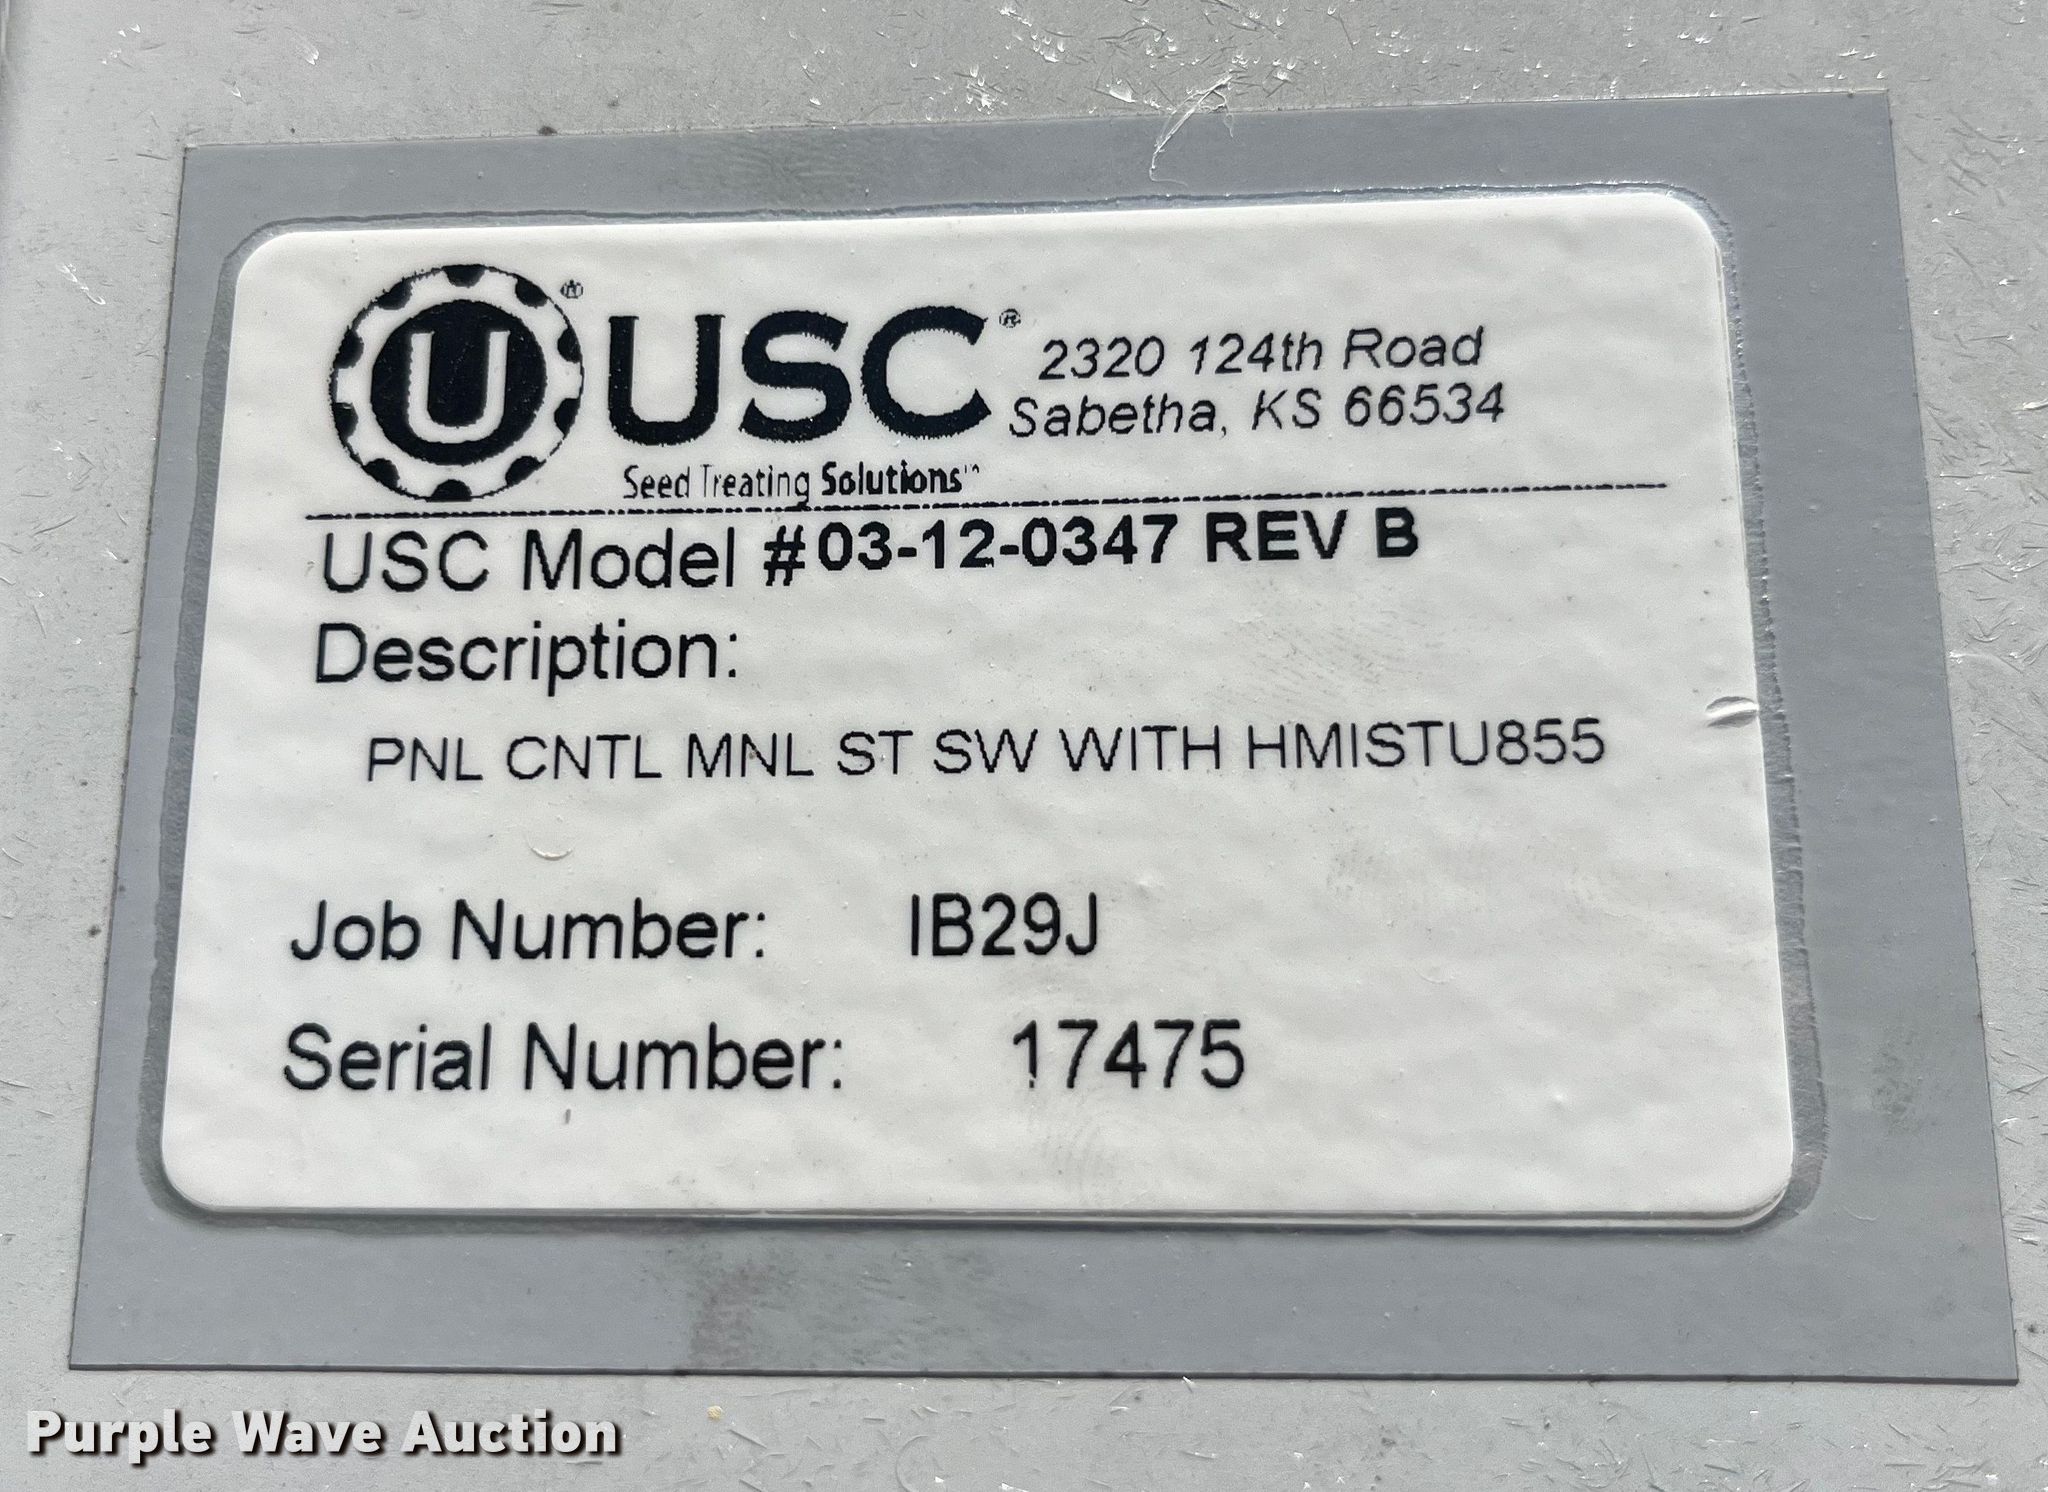 U® USC® 2320 124th Road
Sabetha, KS 66534
Seed Treating Solutions™
USC Model #03-12-0347 REV B
Description:
PNL CNTL MNL ST SW WITH HMISTU855
Job Number: IB29J
Serial Number: 17475
Purple Wave Auction